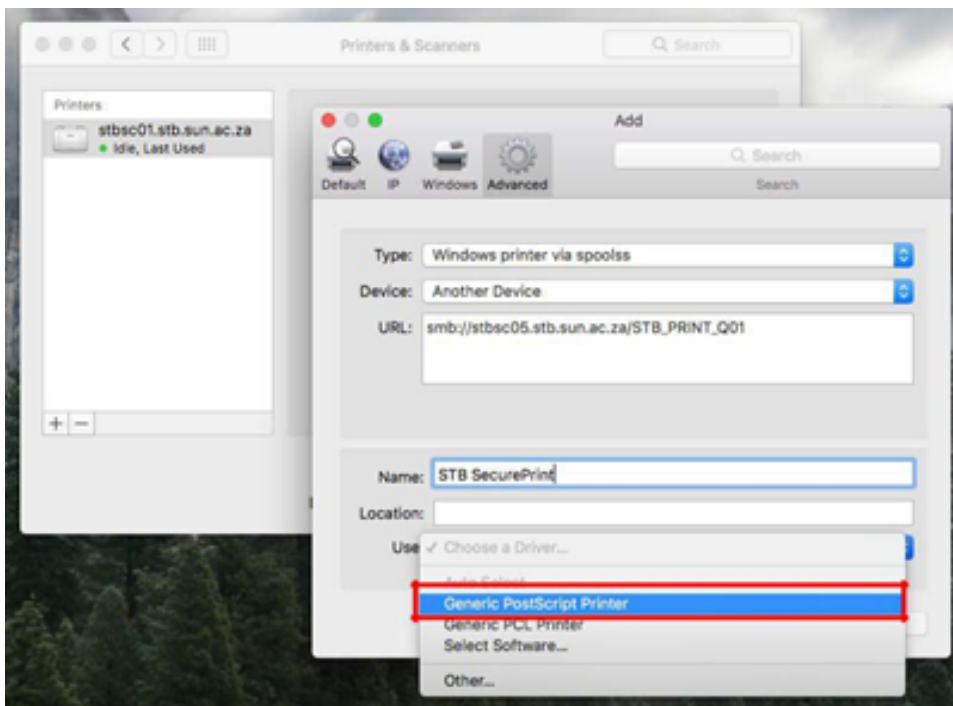 Printers & Scanners
Search
Printers
stbsc01.stb.sun.ac.za
Idle, Last Used
Add
Default
IP
Windows
Advanced
Search
Search
Type:
Windows printer via spoolss
Device:
Another Device
URL:
smb://stbsc05.stb.sun.ac.za/STB_PRINT_Q01
+ −
Name:
STB SecurePrint
Location:
Use
✓ Choose a Driver...
Auto Select
Generic PostScript Printer
Generic PCL Printer
Select Software...
Other...